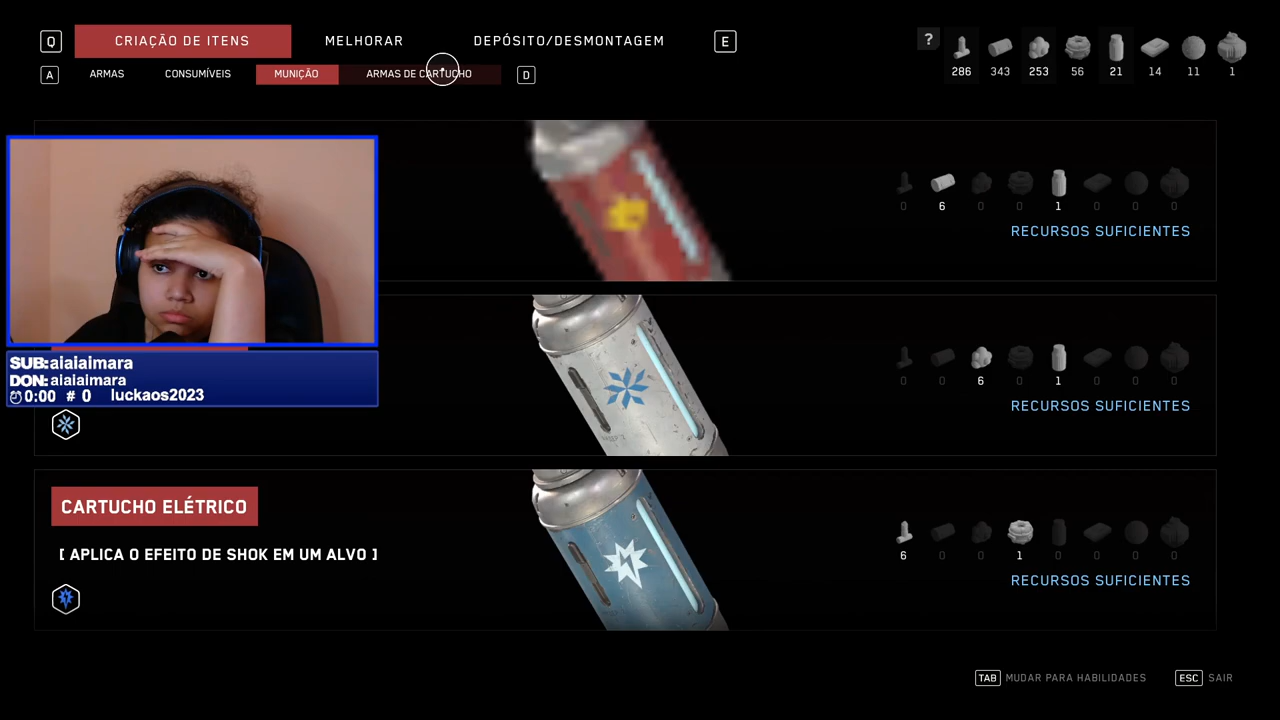 Q CRIAÇÃO DE ITENS MELHORAR DEPÓSITO/DESMONTAGEM E ?
286 343 253 56 21 14 11 1
A ARMAS CONSUMÍVEIS MUNIÇÃO ARMAS DE CARTUCHO D
0 6 0 0 1 0 0 0
RECURSOS SUFICIENTES
SUB:aiaiaimara
DON:aiaiaimara
0:00 # 0 luckaos2023
0 0 6 0 1 0 0 0
RECURSOS SUFICIENTES
CARTUCHO ELÉTRICO
[ APLICA O EFEITO DE SHOK EM UM ALVO ]
6 0 0 1 0 0 0 0
RECURSOS SUFICIENTES
TAB MUDAR PARA HABILIDADES ESC SAIR